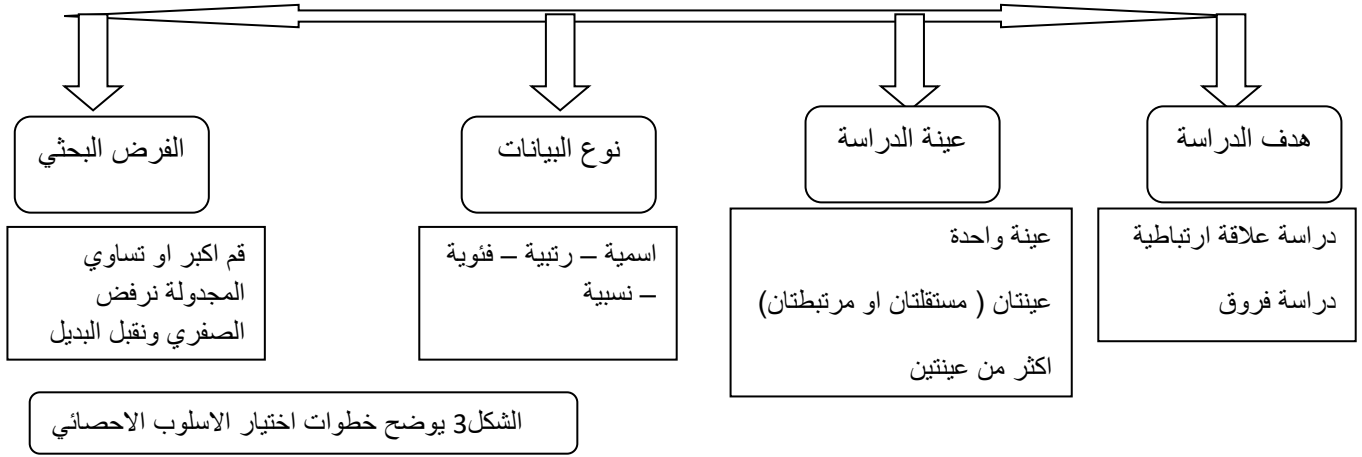 هدف الدراسة
عينة الدراسة
نوع البيانات
الفرض البحثي
دراسة علاقة ارتباطية
دراسة فروق
عينة واحدة
عينتان ( مستقلتان او مرتبطتان)
اكثر من عينتين
اسمية – رتبية – فئوية
– نسبية
قم اكبر او تساوي
المجدولة نرفض
الصفري ونقبل البديل
الشكل3 يوضح خطوات اختيار الاسلوب الاحصائي